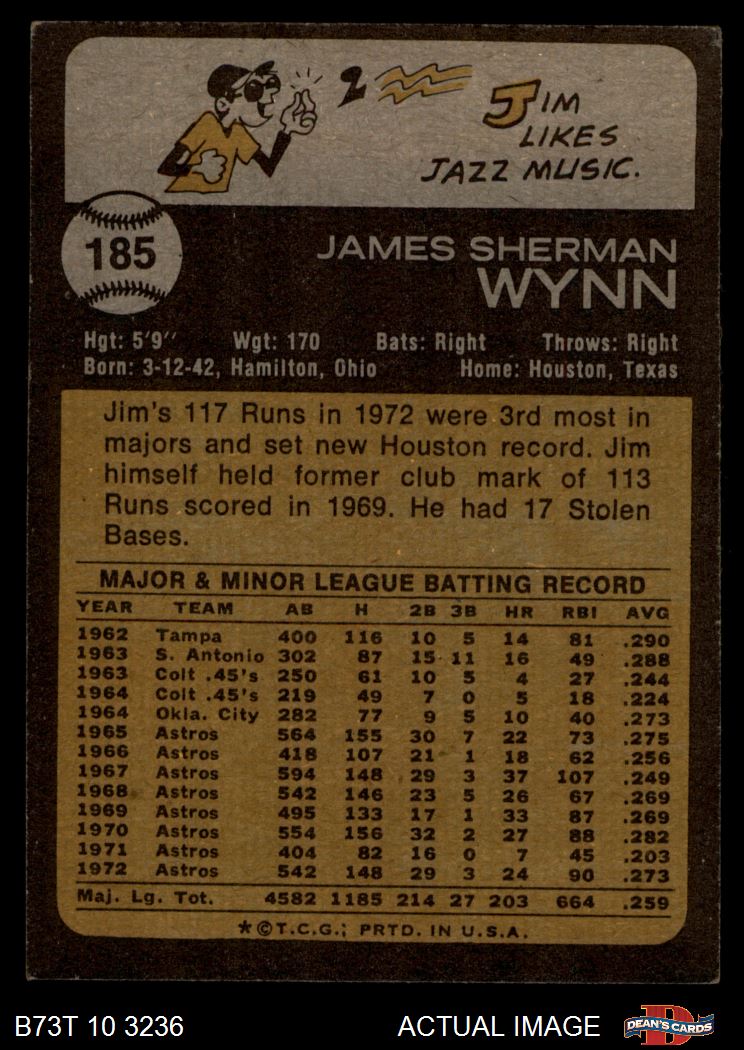 JIM
LIKES
JAZZ MUSIC.
185
JAMES SHERMAN
WYNN
Hgt: 5'9" Wgt: 170 Bats: Right Throws: Right
Born: 3-12-42, Hamilton, Ohio Home: Houston, Texas
Jim's 117 Runs in 1972 were 3rd most in
majors and set new Houston record. Jim
himself held former club mark of 113
Runs scored in 1969. He had 17 Stolen
Bases.
MAJOR & MINOR LEAGUE BATTING RECORD
YEAR TEAM AB H 2B 3B HR RBI AVG
1962 Tampa 400 116 10 5 14 81 .290
1963 S. Antonio 302 87 15 11 16 49 .288
1963 Colt .45's 250 61 10 5 4 27 .244
1964 Colt .45's 219 49 7 0 5 18 .224
1964 Okla. City 282 77 9 5 10 40 .273
1965 Astros 564 155 30 7 22 73 .275
1966 Astros 418 107 21 1 18 62 .256
1967 Astros 594 148 29 3 37 107 .249
1968 Astros 542 146 23 5 26 67 .269
1969 Astros 495 133 17 1 33 87 .269
1970 Astros 554 156 32 2 27 88 .282
1971 Astros 404 82 16 0 7 45 .203
1972 Astros 542 148 29 3 24 90 .273
Maj. Lg. Tot. 4582 1185 214 27 203 664 .259
*©T.C.G.; PRTD. IN U.S.A.
B73T 10 3236 ACTUAL IMAGE D DEAN'S CARDS